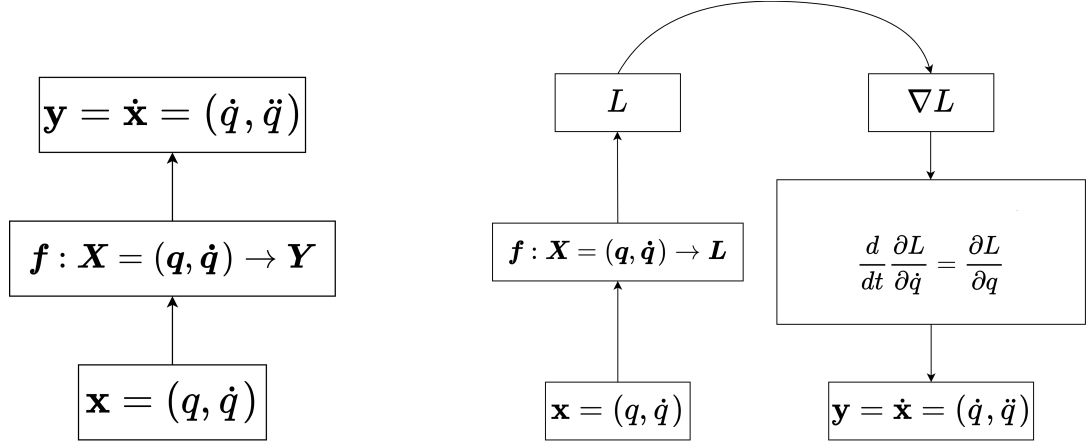 𝐲 = 𝐱̇ = (q̇, q̈)
𝒇 : 𝑿 = (𝒒, 𝒒̇) → 𝒀
𝐱 = (q, q̇)
L
𝒇 : 𝑿 = (𝒒, 𝒒̇) → 𝑳
𝐱 = (q, q̇)
∇L
d/dt ∂L/∂q̇ = ∂L/∂q
𝐲 = 𝐱̇ = (q̇, q̈)